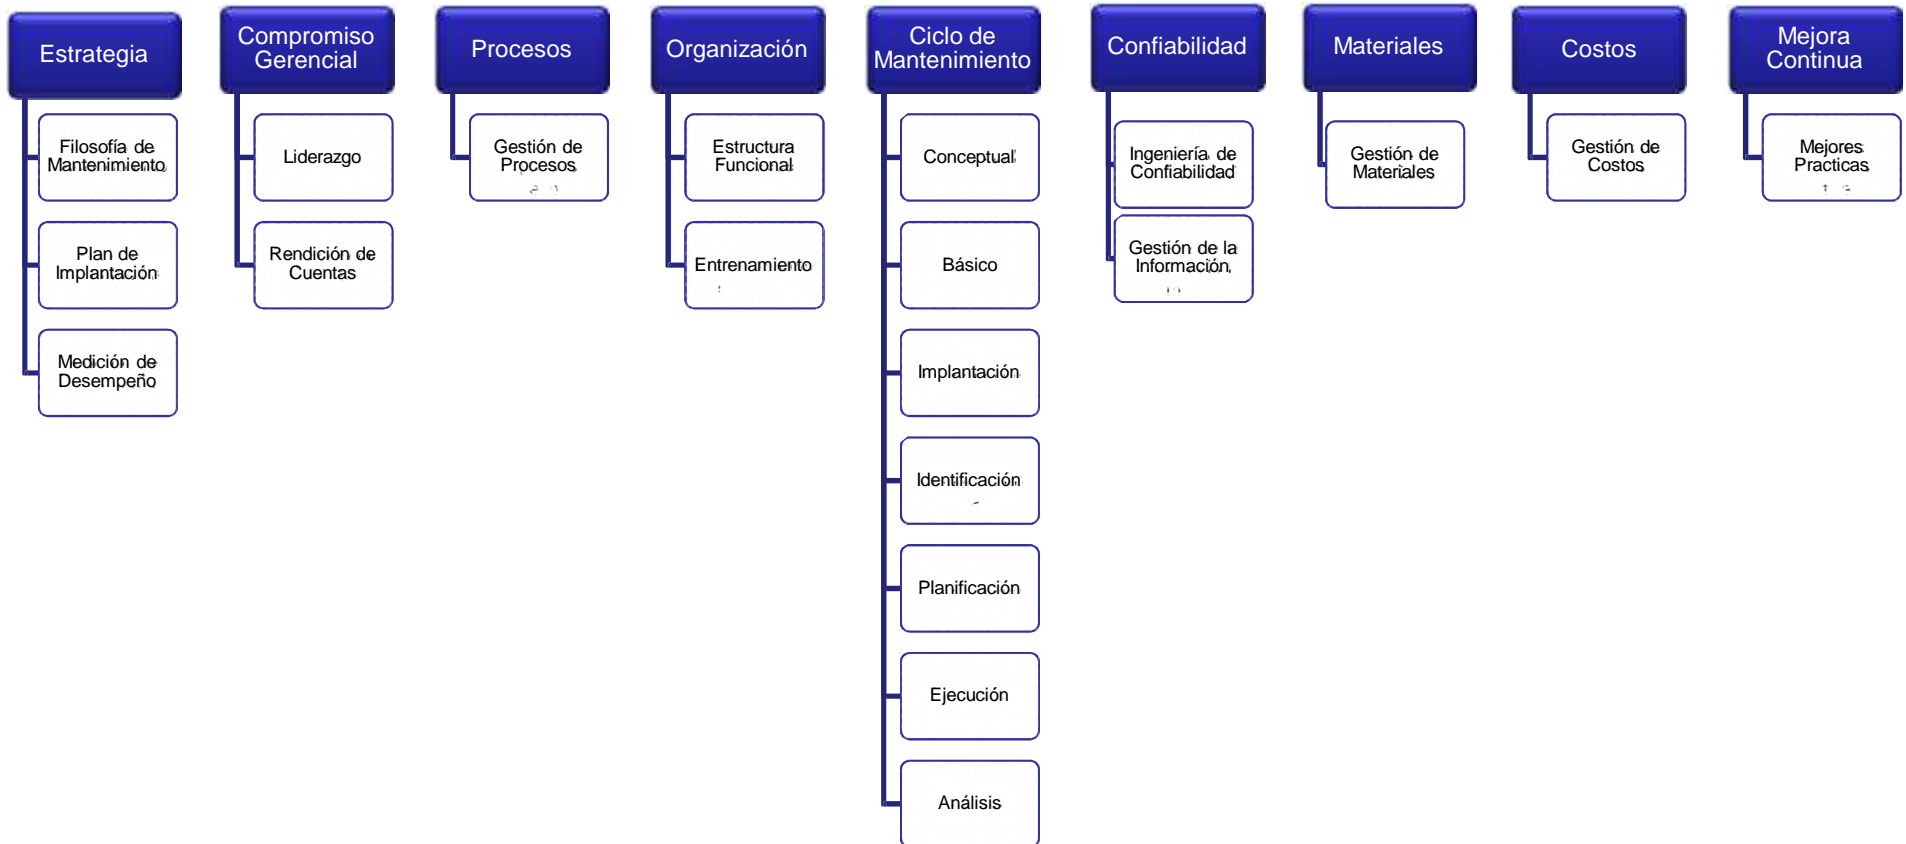 Estrategia
Filosofía de
Mantenimiento
Plan de
Implantación
Medición de
Desempeño
Compromiso
Gerencial
Liderazgo
Rendición de
Cuentas
Procesos
Gestión de
Procesos
Organización
Estructura
Funcional
Entrenamiento
Ciclo de
Mantenimiento
Conceptual
Básico
Implantación
Identificación
Planificación
Ejecución
Análisis
Confiabilidad
Ingeniería de
Confiabilidad
Gestión de la
Información
Materiales
Gestión de
Materiales
Costos
Gestión de
Costos
Mejora
Continua
Mejores
Practicas